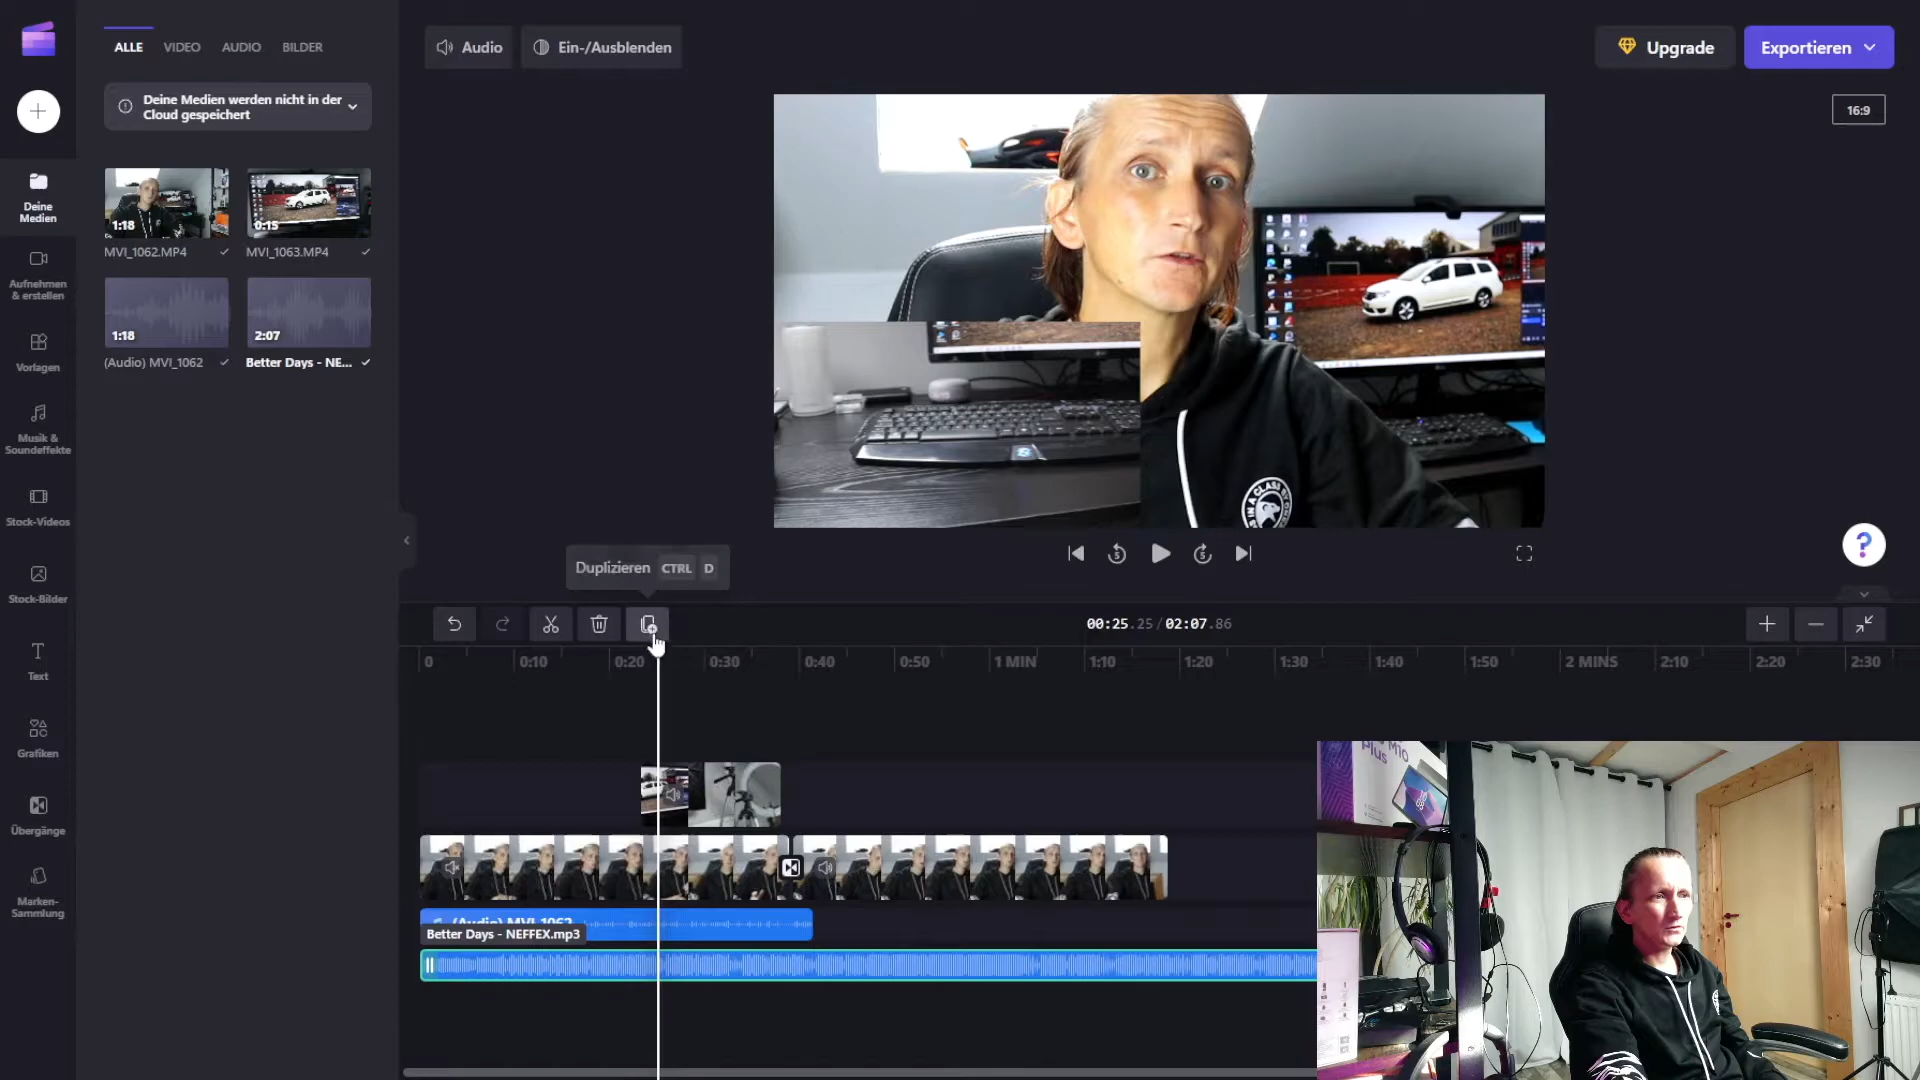 ALLE VIDEO AUDIO BILDER
Audio
Ein-/Ausblenden
Upgrade
Exportieren
16:9
Deine Medien werden nicht in der
Cloud gespeichert
1:18
MVI_1062.MP4
0:15
MVI_1063.MP4
1:18
(Audio) MVI_1062
2:07
Better Days - NE...
Deine
Medien
Aufnehmen
& erstellen
Vorlagen
Musik &
Soundeffekte
Stock-Videos
Stock-Bilder
Text
Grafiken
Übergänge
Marken-
Sammlung
Duplizieren CTRL D
5
5
?
00:25.25/02:07.86
0 0:10 0:20 0:30 0:40 0:50 1 MIN 1:10 1:20 1:30 1:40 1:50 2 MINS 2:10 2:20 2:30
(Audio) MVI_1062
Better Days - NEFFEX.mp3
M10
Plus